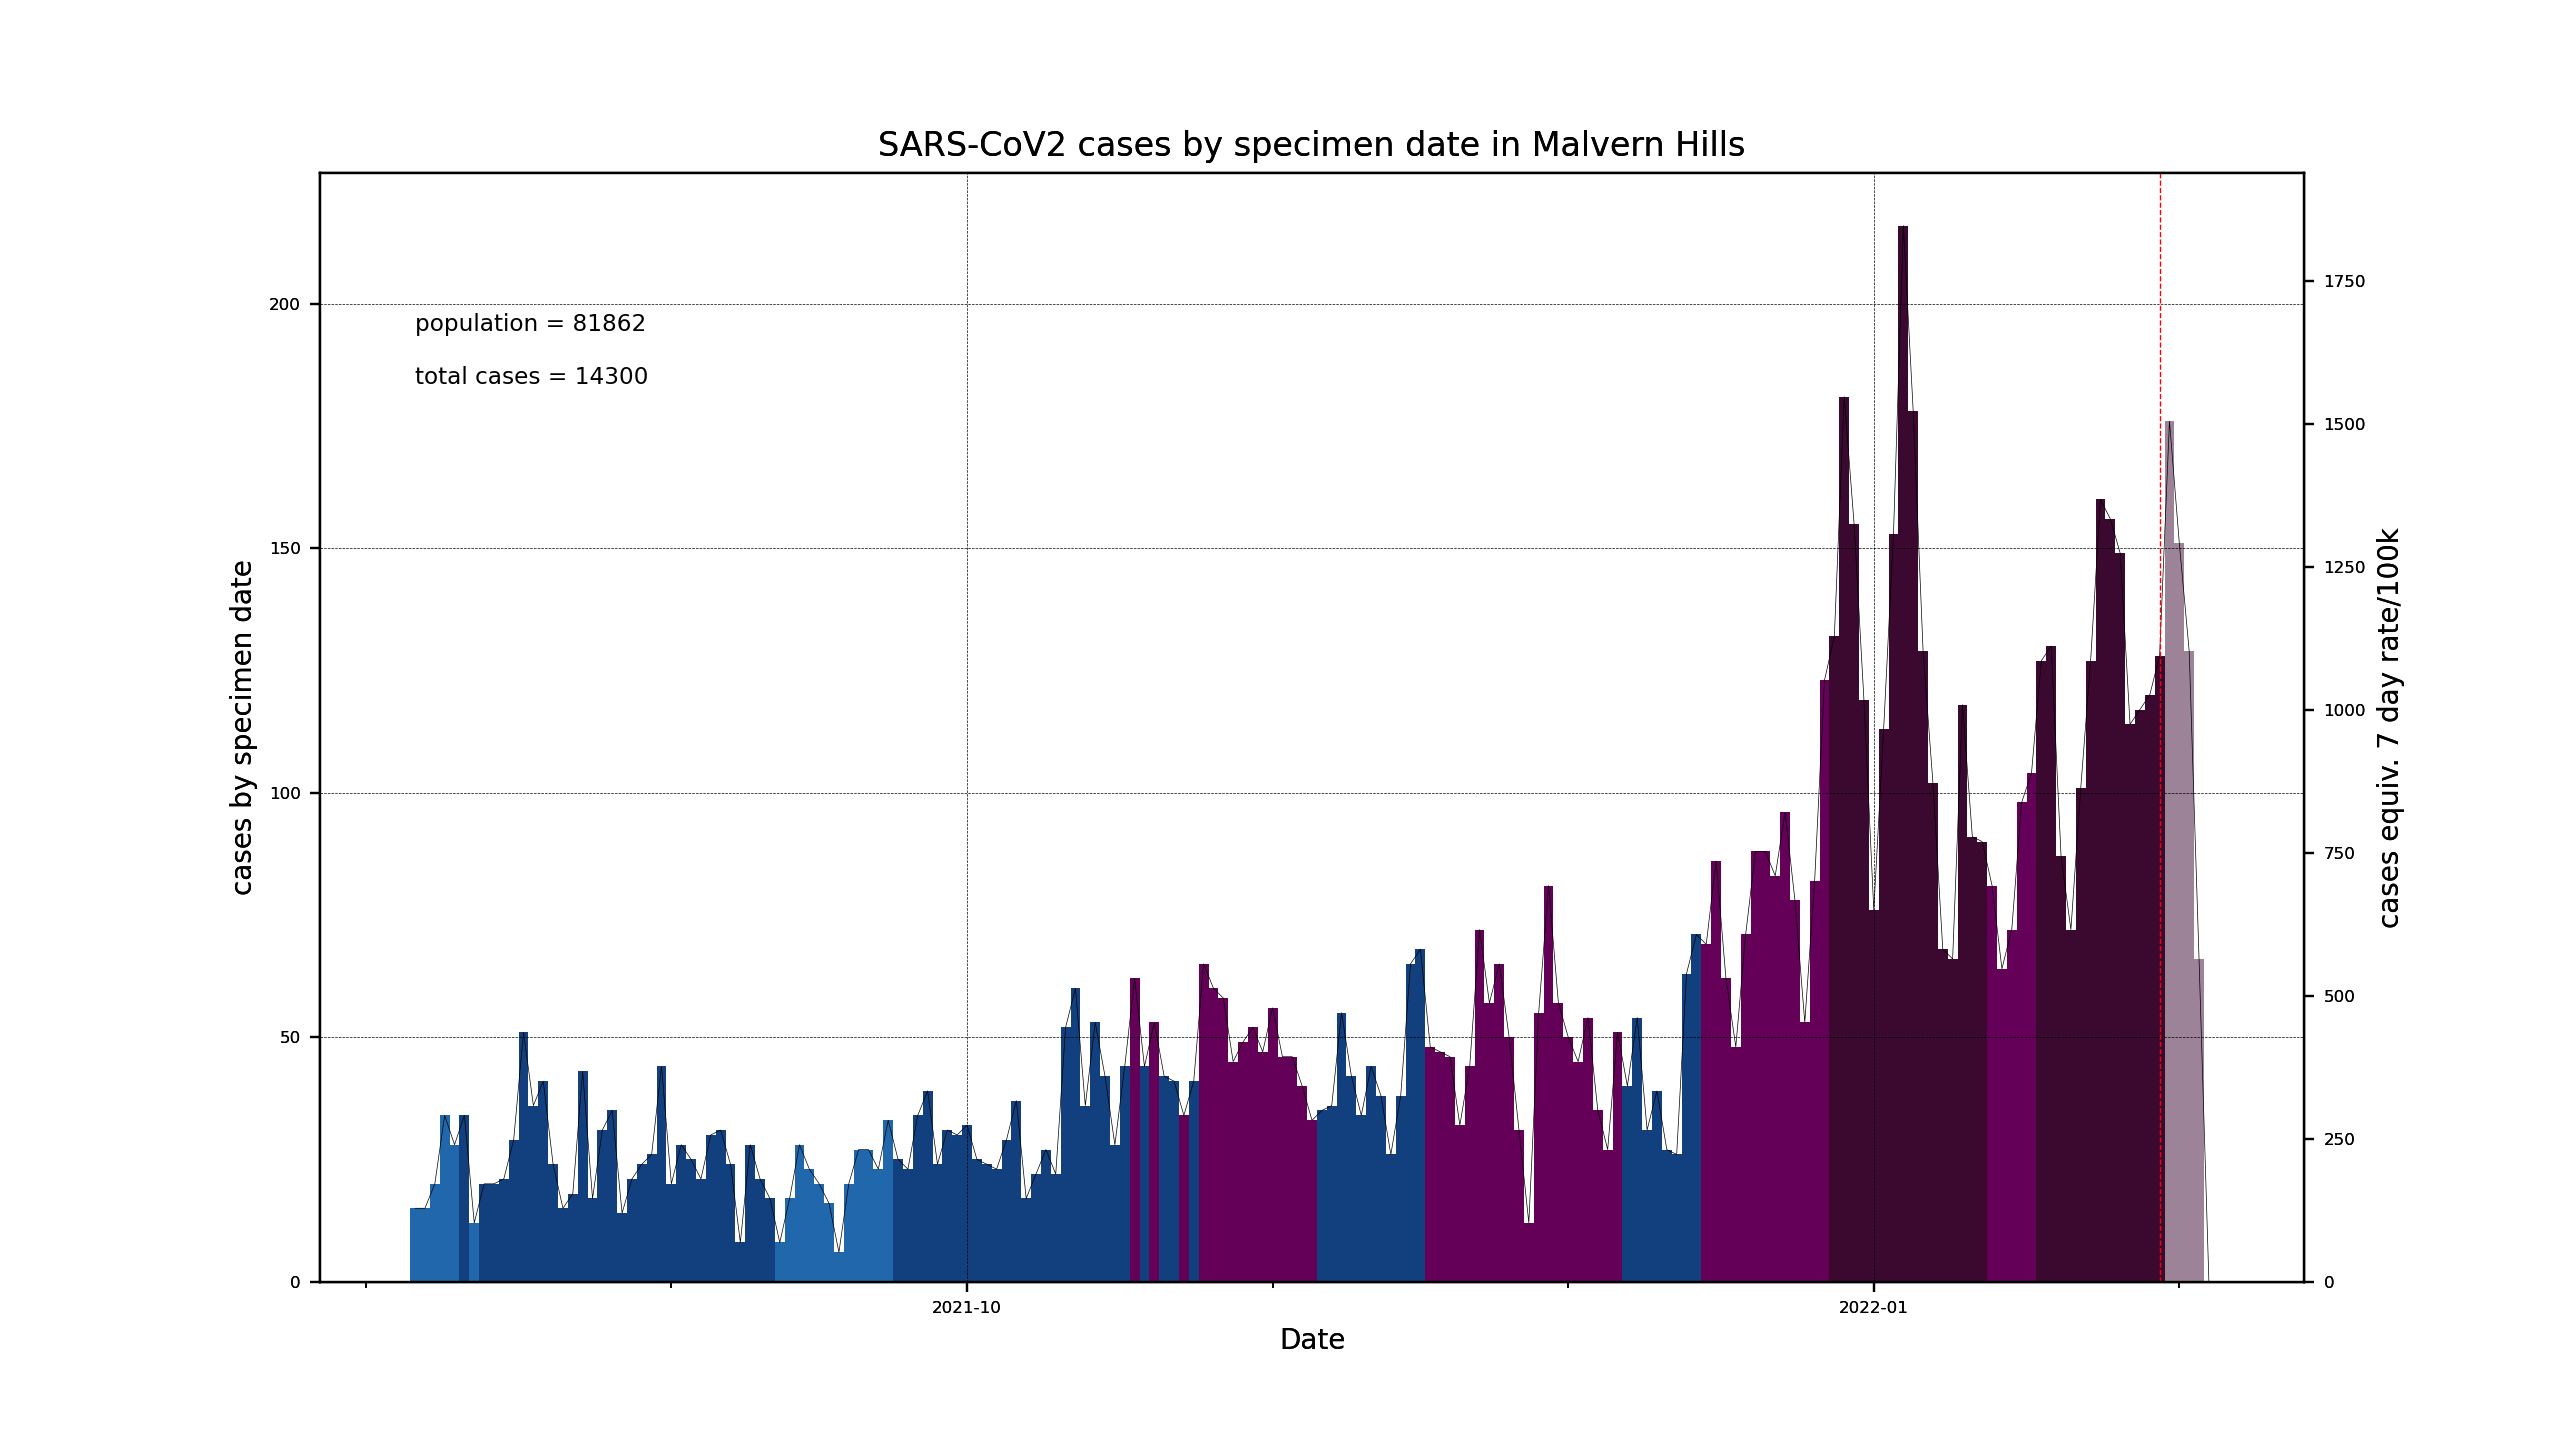 SARS-CoV2 cases by specimen date in Malvern Hills
population = 81862
total cases = 14300
cases by specimen date
0
50
100
150
200
cases equiv. 7 day rate/100k
0
250
500
750
1000
1250
1500
1750
2021-10
2022-01
Date